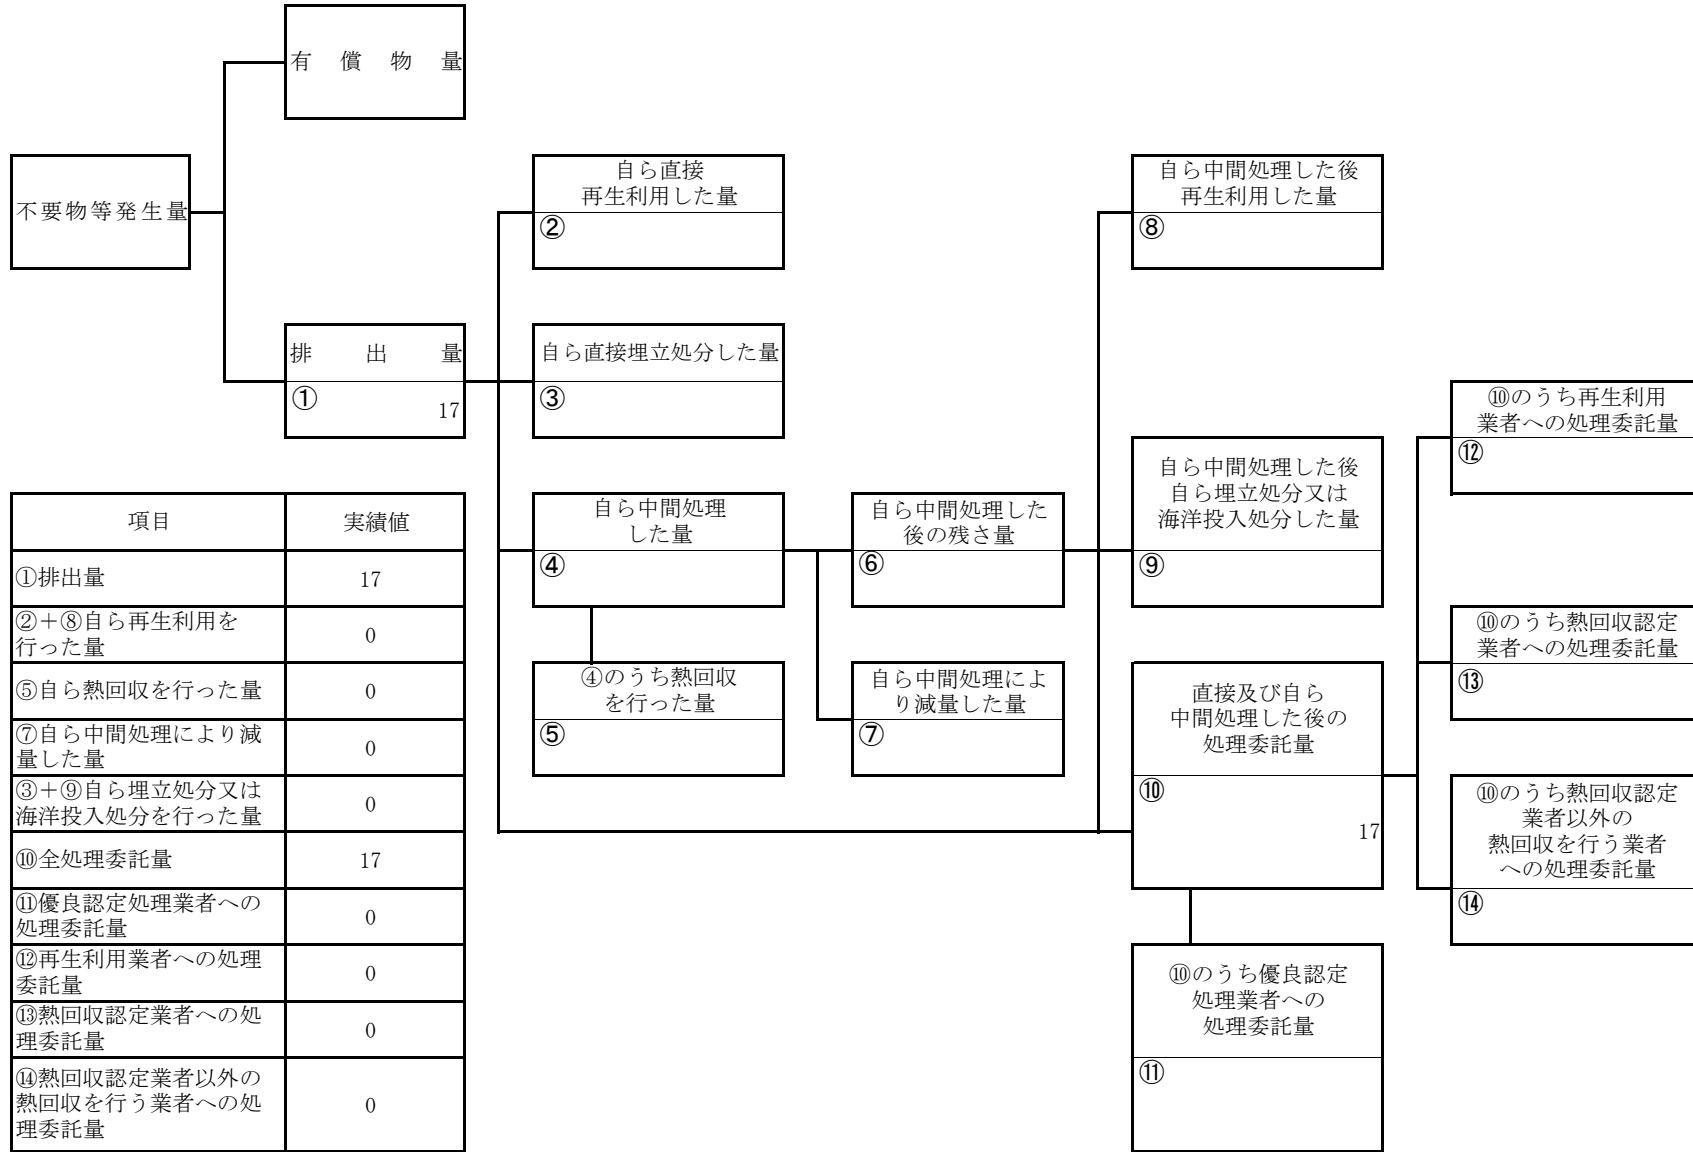 有償物量
不要物等発生量
排出量
①
17
自ら直接
再生利用した量
②
自ら直接埋立処分した量
③
自ら中間処理
した量
④
④のうち熱回収
を行った量
⑤
自ら中間処理した
後の残さ量
⑥
自ら中間処理によ
り減量した量
⑦
自ら中間処理した後
再生利用した量
⑧
自ら中間処理した後
自ら埋立処分又は
海洋投入処分した量
⑨
直接及び自ら
中間処理した後の
処理委託量
⑩
17
⑩のうち優良認定
処理業者への
処理委託量
⑪
⑩のうち再生利用
業者への処理委託量
⑫
⑩のうち熱回収認定
業者への処理委託量
⑬
⑩のうち熱回収認定
業者以外の
熱回収を行う業者
への処理委託量
⑭
項目 実績値
①排出量 17
②＋⑧自ら再生利用を
行った量 0
⑤自ら熱回収を行った量 0
⑦自ら中間処理により減
量した量 0
③＋⑨自ら埋立処分又は
海洋投入処分を行った量 0
⑩全処理委託量 17
⑪優良認定処理業者への
処理委託量 0
⑫再生利用業者への処理
委託量 0
⑬熱回収認定業者への処
理委託量 0
⑭熱回収認定業者以外の
熱回収を行う業者への処
理委託量 0